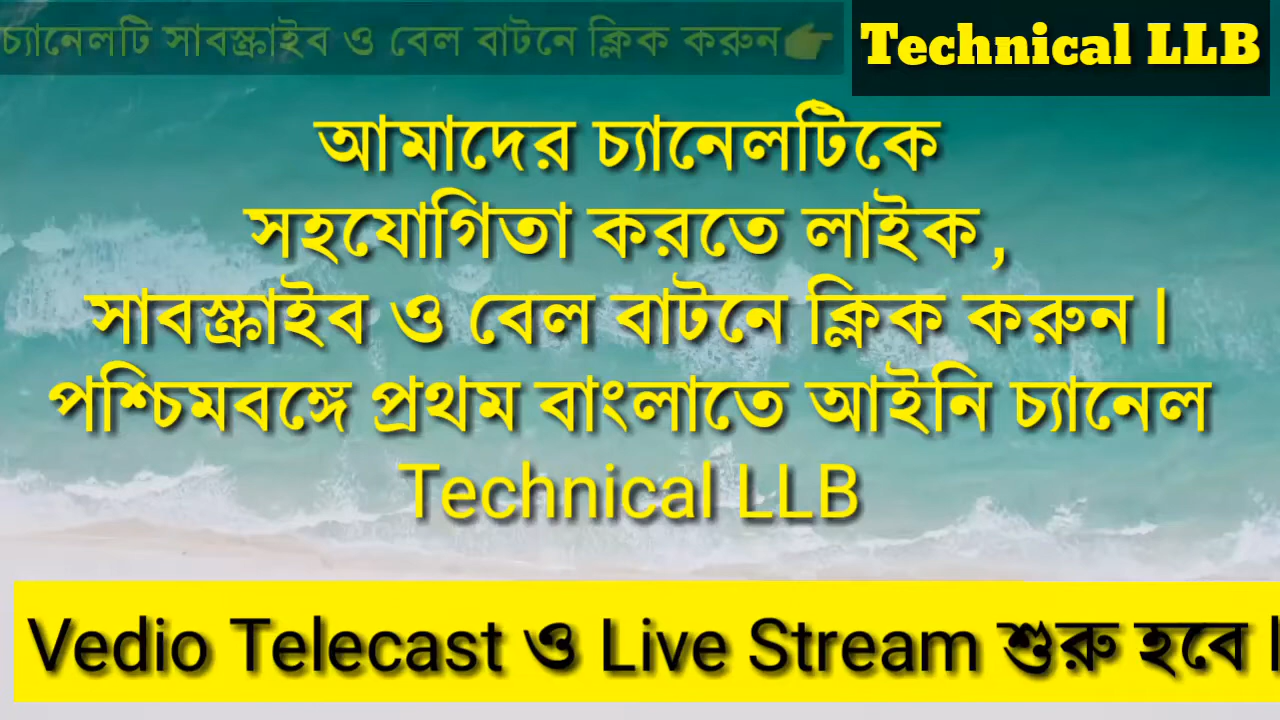 চ্যানেলটি সাবস্ক্রাইব ও বেল বাটনে ক্লিক করুন👉
Technical LLB
আমাদের চ্যানেলটিকে
সহযোগিতা করতে লাইক,
সাবস্ক্রাইব ও বেল বাটনে ক্লিক করুন।
পশ্চিমবঙ্গে প্রথম বাংলাতে আইনি চ্যানেল
Technical LLB
Vedio Telecast ও Live Stream শুরু হবে।